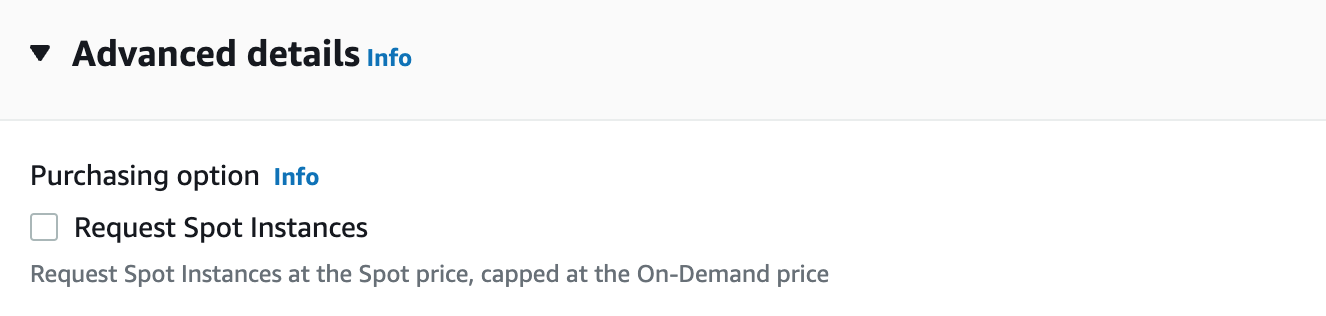 Advanced details Info
Purchasing option Info
Request Spot Instances
Request Spot Instances at the Spot price, capped at the On-Demand price